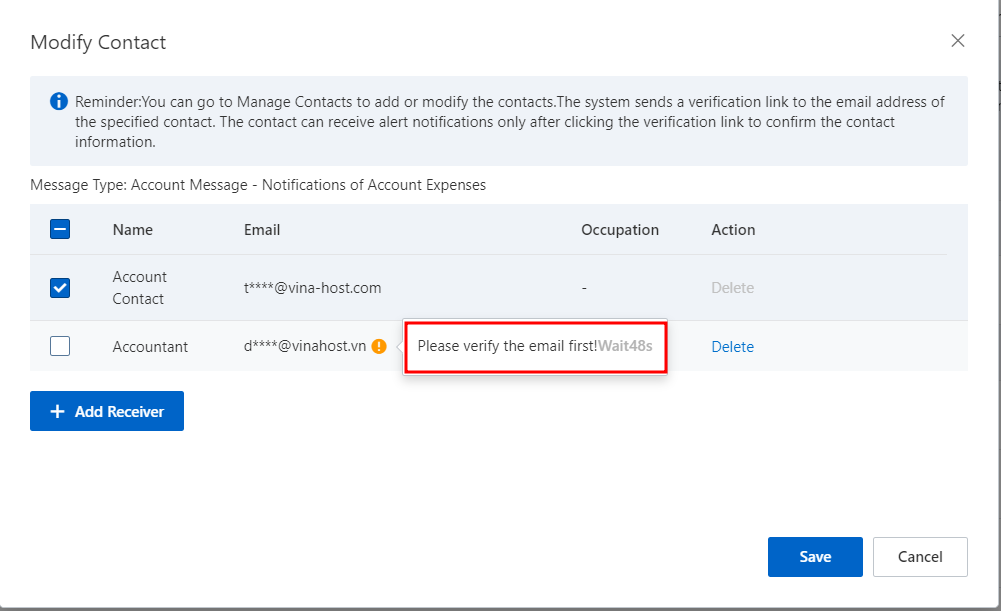 Modify Contact
Reminder:You can go to Manage Contacts to add or modify the contacts.The system sends a verification link to the email address of
the specified contact. The contact can receive alert notifications only after clicking the verification link to confirm the contact
information.
Message Type: Account Message - Notifications of Account Expenses
Name Email Occupation Action
Account
Contact
t****@vina-host.com - Delete
Accountant d****@vinahost.vn Please verify the email first!Wait48s Delete
+ Add Receiver
Save Cancel